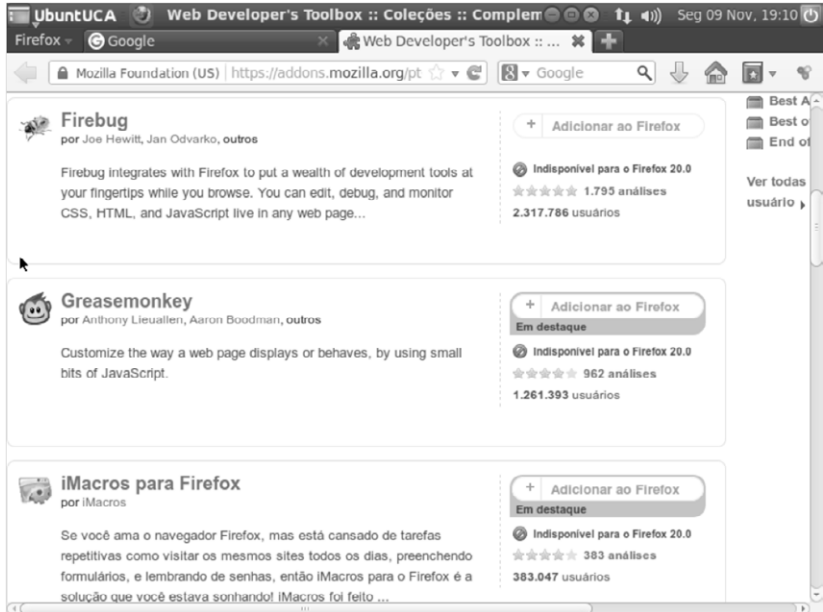 UbuntUCA Web Developer's Toolbox :: Coleções :: Complem Seg 09 Nov, 19:10
Firefox Google Web Developer's Toolbox :: ...
Mozilla Foundation (US) https://addons.mozilla.org/pt Google
Best A
Best o
End of
Ver todas
usuário
Firebug
por Joe Hewitt, Jan Odvarko, outros
Firebug integrates with Firefox to put a wealth of development tools at
your fingertips while you browse. You can edit, debug, and monitor
CSS, HTML, and JavaScript live in any web page...
+ Adicionar ao Firefox
Indisponível para o Firefox 20.0
1.795 análises
2.317.786 usuários
Greasemonkey
por Anthony Lieuallen, Aaron Boodman, outros
Customize the way a web page displays or behaves, by using small
bits of JavaScript.
+ Adicionar ao Firefox
Em destaque
Indisponível para o Firefox 20.0
962 análises
1.261.393 usuários
iMacros para Firefox
por iMacros
Se você ama o navegador Firefox, mas está cansado de tarefas
repetitivas como visitar os mesmos sites todos os dias, preenchendo
formulários, e lembrando de senhas, então iMacros para o Firefox é a
solução que você estava sonhando! iMacros foi feito ...
+ Adicionar ao Firefox
Em destaque
Indisponível para o Firefox 20.0
383 análises
383.047 usuários